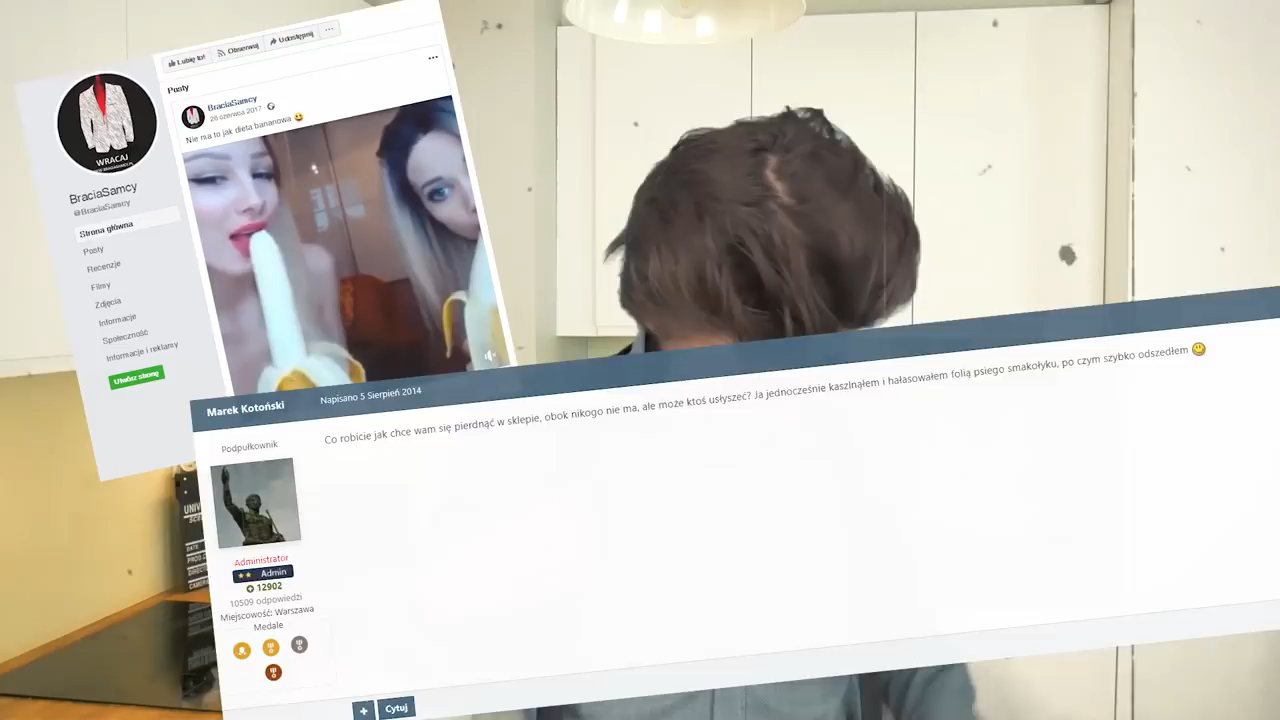 Lubię to!
Obserwuj
Udostępnij
...
Posty
BraciaSamcy
26 czerwca 2017
Nie ma to jak dieta bananowa
WRACAJ
BraciaSamcy
@BraciaSamcy
Strona główna
Posty
Recenzje
Filmy
Zdjęcia
Informacje
Społeczność
Informacje i reklamy
Utwórz stronę
Marek Kotoński
Napisano 5 Sierpień 2014
Co robicie jak chce wam się pierdnąć w sklepie, obok nikogo nie ma, ale może ktoś usłyszeć? Ja jednocześnie kaszlnąłem i hałasowałem folią psiego smakołyku, po czym szybko odszedłem
Podpułkownik
Administrator
Admin
12902
10509 odpowiedzi
Miejscowość: Warszawa
Medale
+
Cytuj